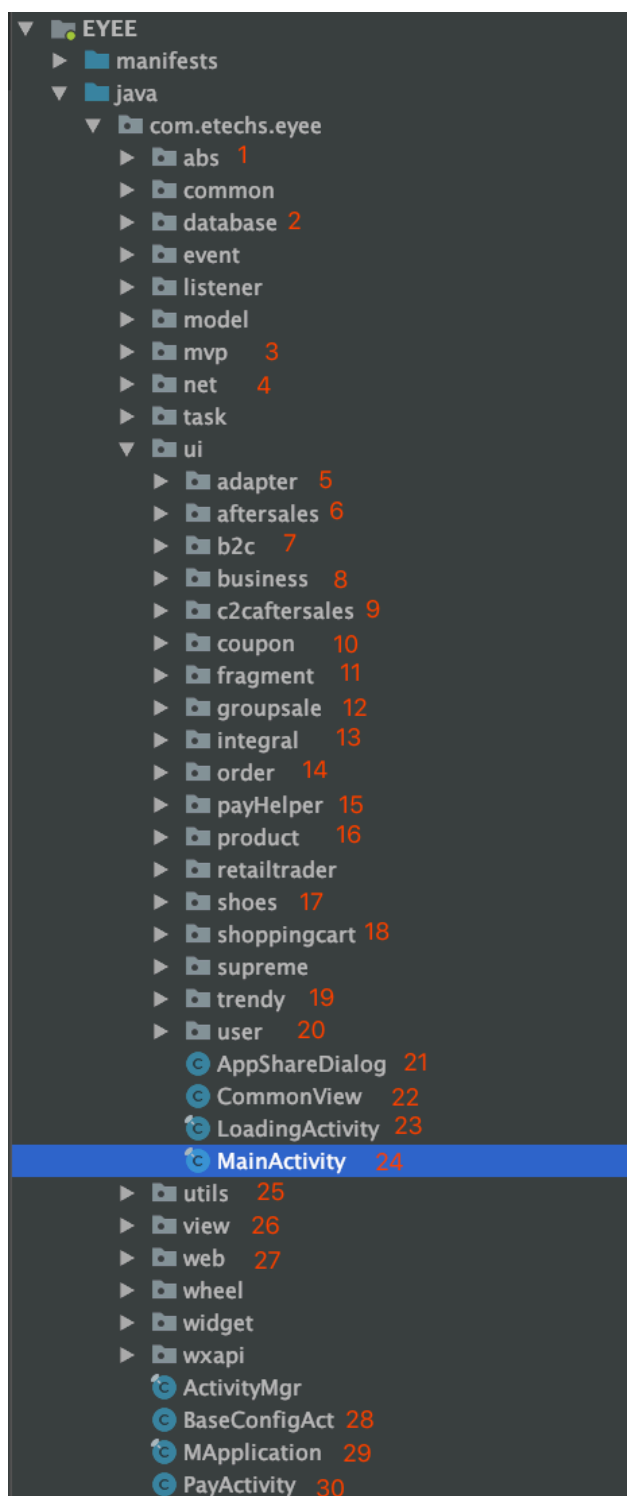 EYEE
manifests
java
com.etechs.eyee
abs 1
common
database 2
event
listener
model
mvp 3
net 4
task
ui
adapter 5
aftersales 6
b2c 7
business 8
c2caftersales 9
coupon 10
fragment 11
groupsale 12
integral 13
order 14
payHelper 15
product 16
retailtrader
shoes 17
shoppingcart 18
supreme
trendy 19
user 20
AppShareDialog 21
CommonView 22
LoadingActivity 23
MainActivity 24
utils 25
view 26
web 27
wheel
widget
wxapi
ActivityMgr
BaseConfigAct 28
MApplication 29
PayActivity 30